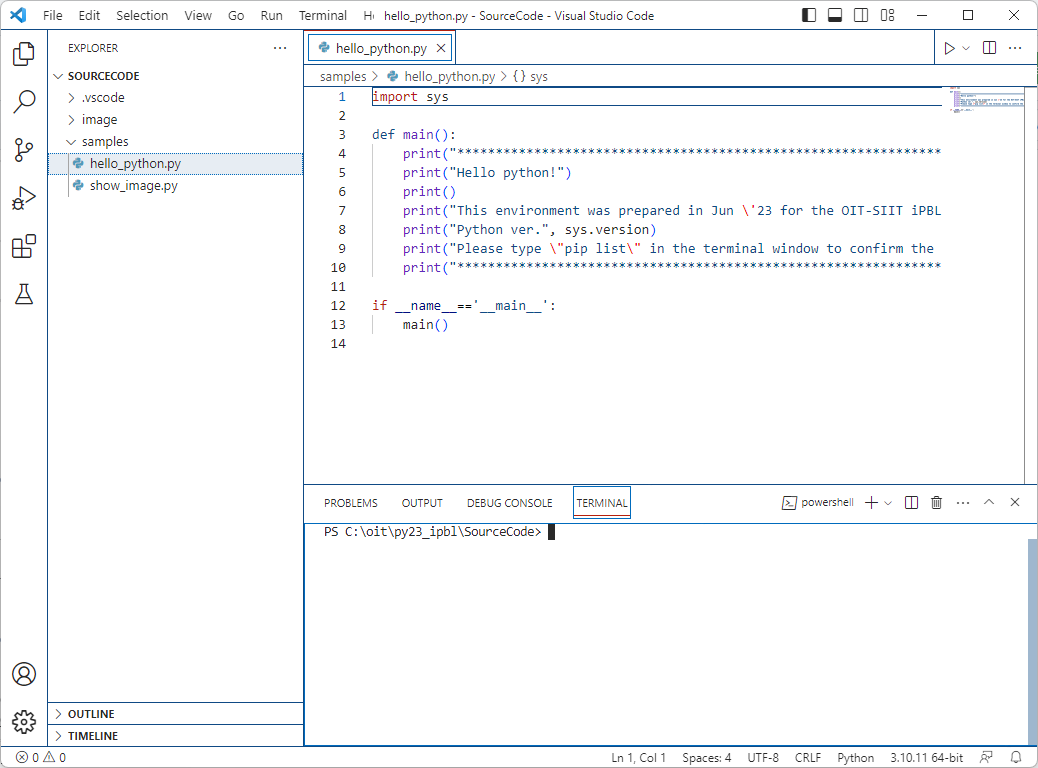 File Edit Selection View Go Run Terminal hello_python.py - SourceCode - Visual Studio Code
EXPLORER
SOURCECODE
.vscode
image
samples
hello_python.py
show_image.py
OUTLINE
TIMELINE
hello_python.py
samples > hello_python.py > {} sys
1 import sys
2
3 def main():
4 print("***************************************************************
5 print("Hello python!")
6 print()
7 print("This environment was prepared in Jun \'23 for the OIT-SIIT iPBL
8 print("Python ver.", sys.version)
9 print("Please type \"pip list\" in the terminal window to confirm the
10 print("***************************************************************
11
12 if __name__=='__main__':
13 main()
14
PROBLEMS OUTPUT DEBUG CONSOLE TERMINAL powershell
PS C:\oit\py23_ipbl\SourceCode>
0 0 Ln 1, Col 1 Spaces: 4 UTF-8 CRLF Python 3.10.11 64-bit